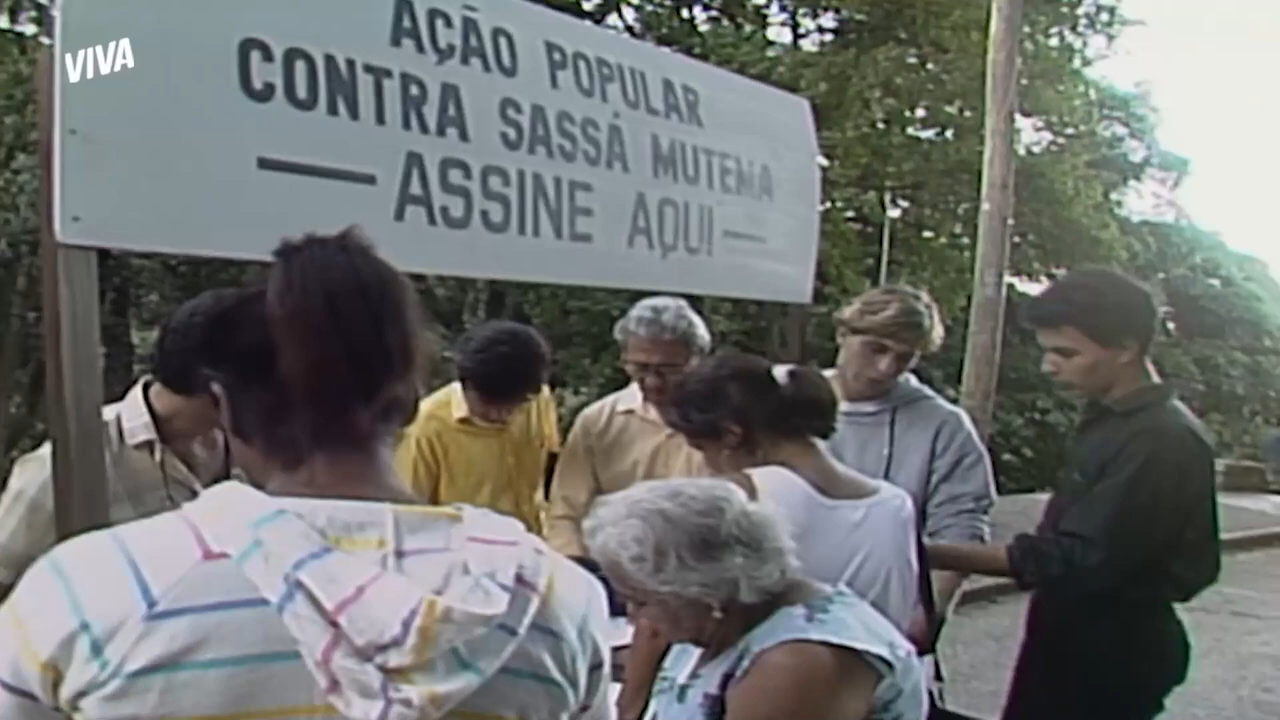 VIVA
AÇÃO POPULAR
CONTRA SASSÁ MUTEMA
— ASSINE AQUI —